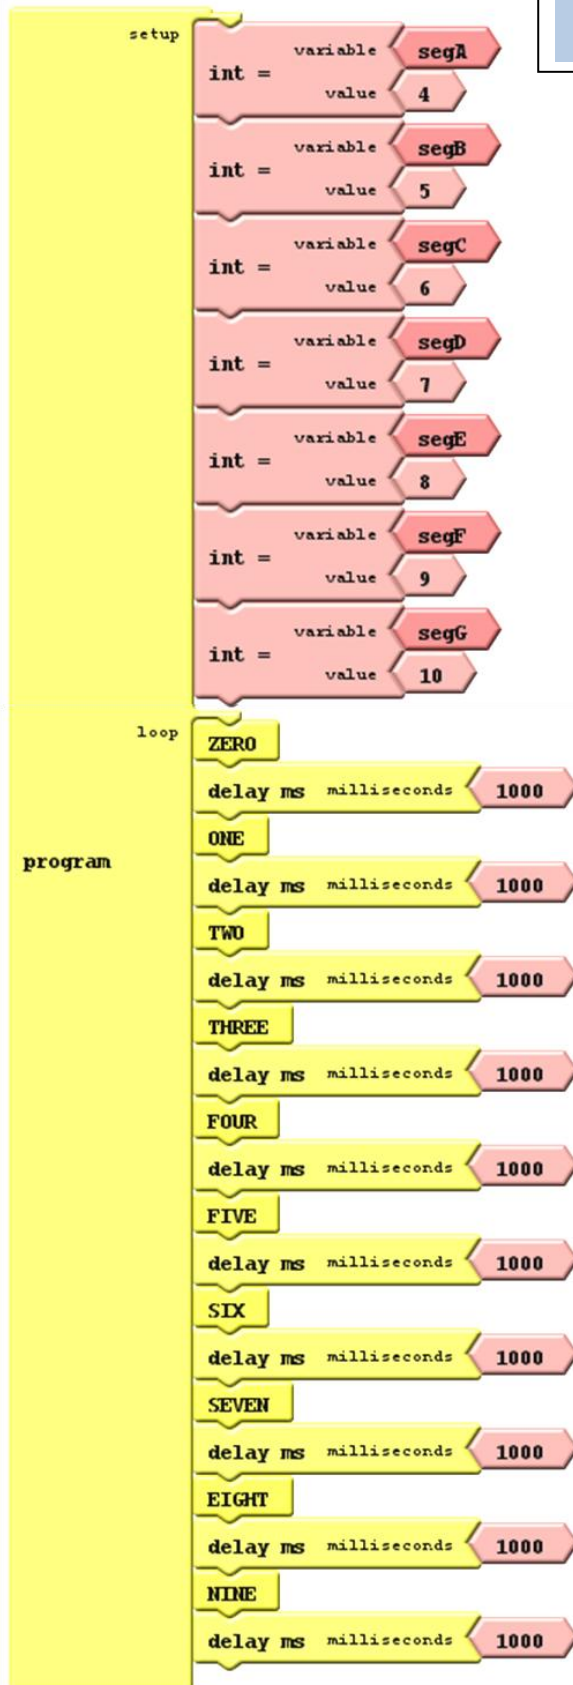 setup
variable segA
int =
value 4
variable segB
int =
value 5
variable segC
int =
value 6
variable segD
int =
value 7
variable segE
int =
value 8
variable segF
int =
value 9
variable segG
int =
value 10
loop
ZERO
delay ms milliseconds 1000
ONE
program
delay ms milliseconds 1000
TWO
delay ms milliseconds 1000
THREE
delay ms milliseconds 1000
FOUR
delay ms milliseconds 1000
FIVE
delay ms milliseconds 1000
SIX
delay ms milliseconds 1000
SEVEN
delay ms milliseconds 1000
EIGHT
delay ms milliseconds 1000
NINE
delay ms milliseconds 1000